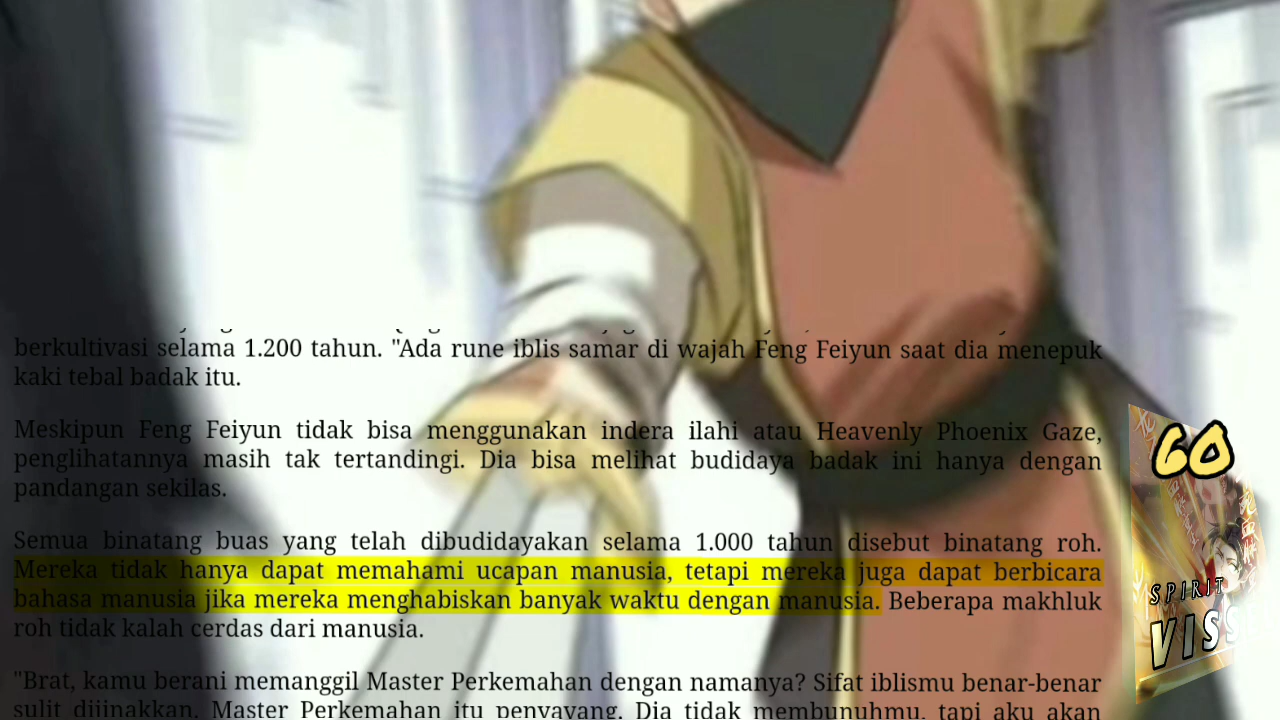 berkultivasi selama 1.200 tahun. "Ada rune iblis samar di wajah Feng Feiyun saat dia menepuk
kaki tebal badak itu.
Meskipun Feng Feiyun tidak bisa menggunakan indera ilahi atau Heavenly Phoenix Gaze,
penglihatannya masih tak tertandingi. Dia bisa melihat budidaya badak ini hanya dengan
pandangan sekilas.
Semua binatang buas yang telah dibudidayakan selama 1.000 tahun disebut binatang roh.
Mereka tidak hanya dapat memahami ucapan manusia, tetapi mereka juga dapat berbicara
bahasa manusia jika mereka menghabiskan banyak waktu dengan manusia. Beberapa makhluk
roh tidak kalah cerdas dari manusia.
"Brat, kamu berani memanggil Master Perkemahan dengan namanya? Sifat iblismu benar-benar
sulit dijinakkan. Master Perkemahan itu penyayang. Dia tidak membunuhmu, tapi aku akan
60
SPIRIT
VISSE